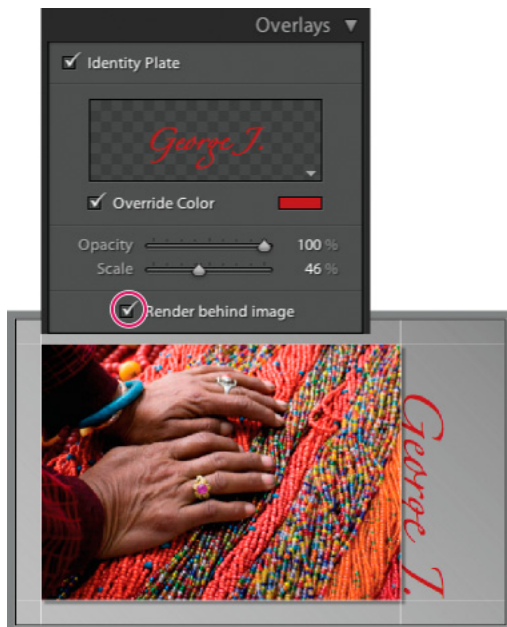 Overlays ▼
Identity Plate
George J.
Override Color
Opacity 100 %
Scale 46 %
Render behind image
George J.